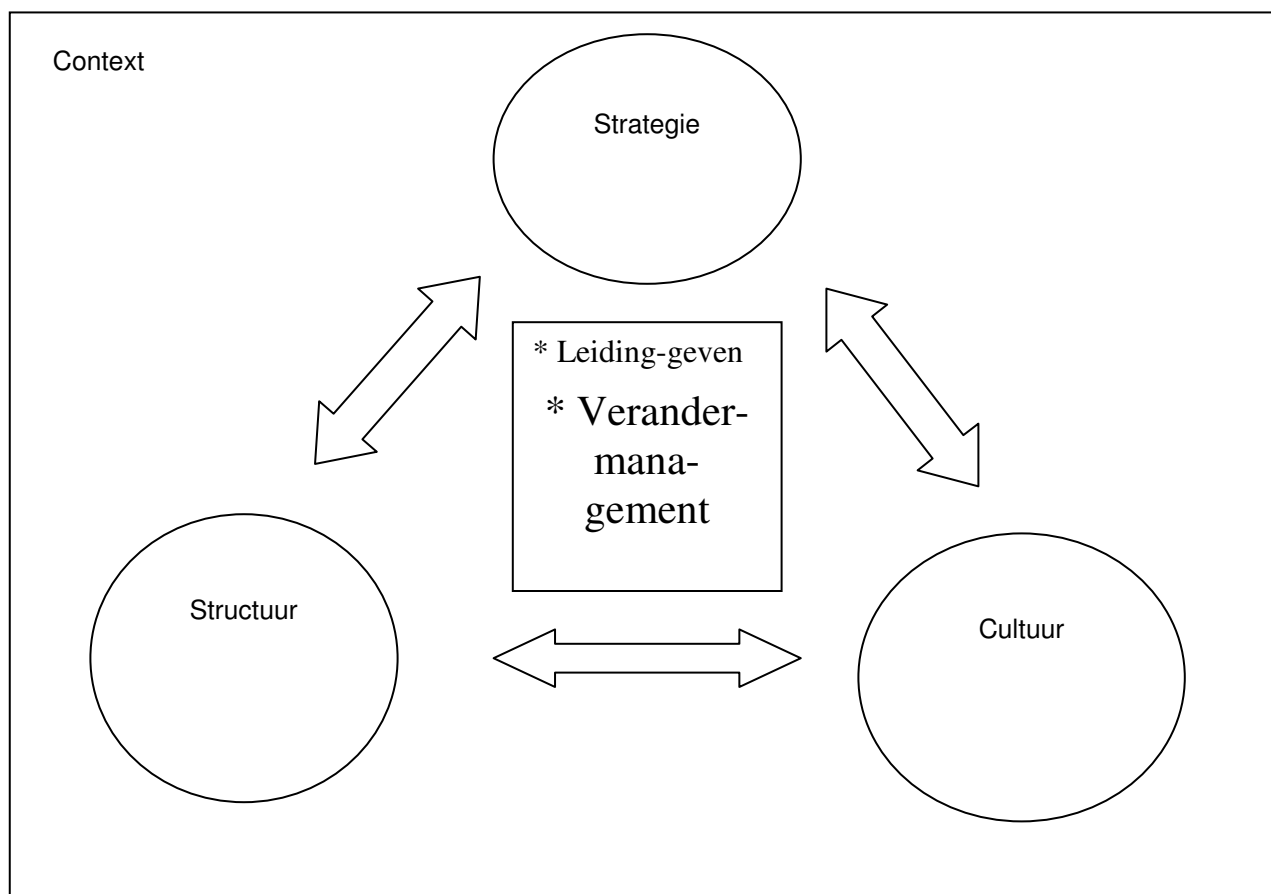 Context
Strategie
* Leiding-geven
* Verander-
mana-
gement
Structuur
Cultuur